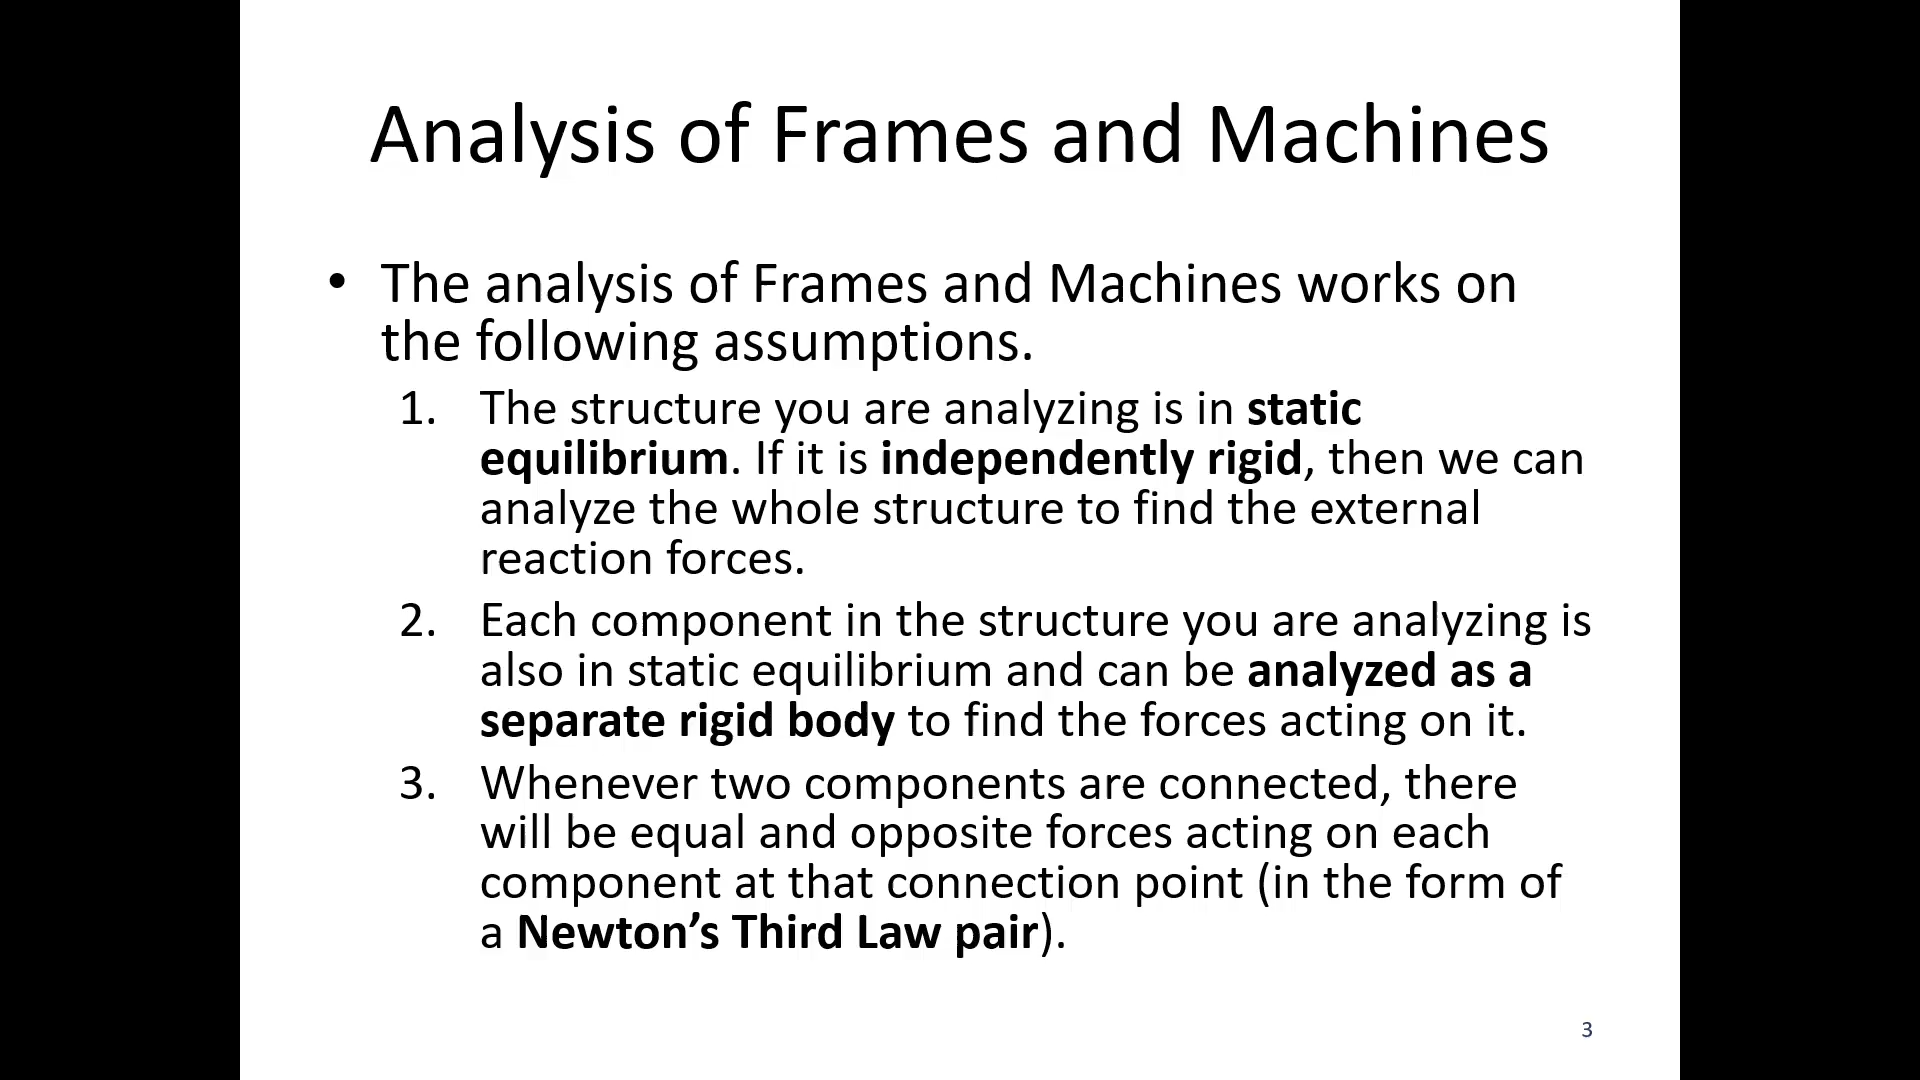 Analysis of Frames and Machines
• The analysis of Frames and Machines works on
the following assumptions.
1. The structure you are analyzing is in static
equilibrium. If it is independently rigid, then we can
analyze the whole structure to find the external
reaction forces.
2. Each component in the structure you are analyzing is
also in static equilibrium and can be analyzed as a
separate rigid body to find the forces acting on it.
3. Whenever two components are connected, there
will be equal and opposite forces acting on each
component at that connection point (in the form of
a Newton’s Third Law pair).
3